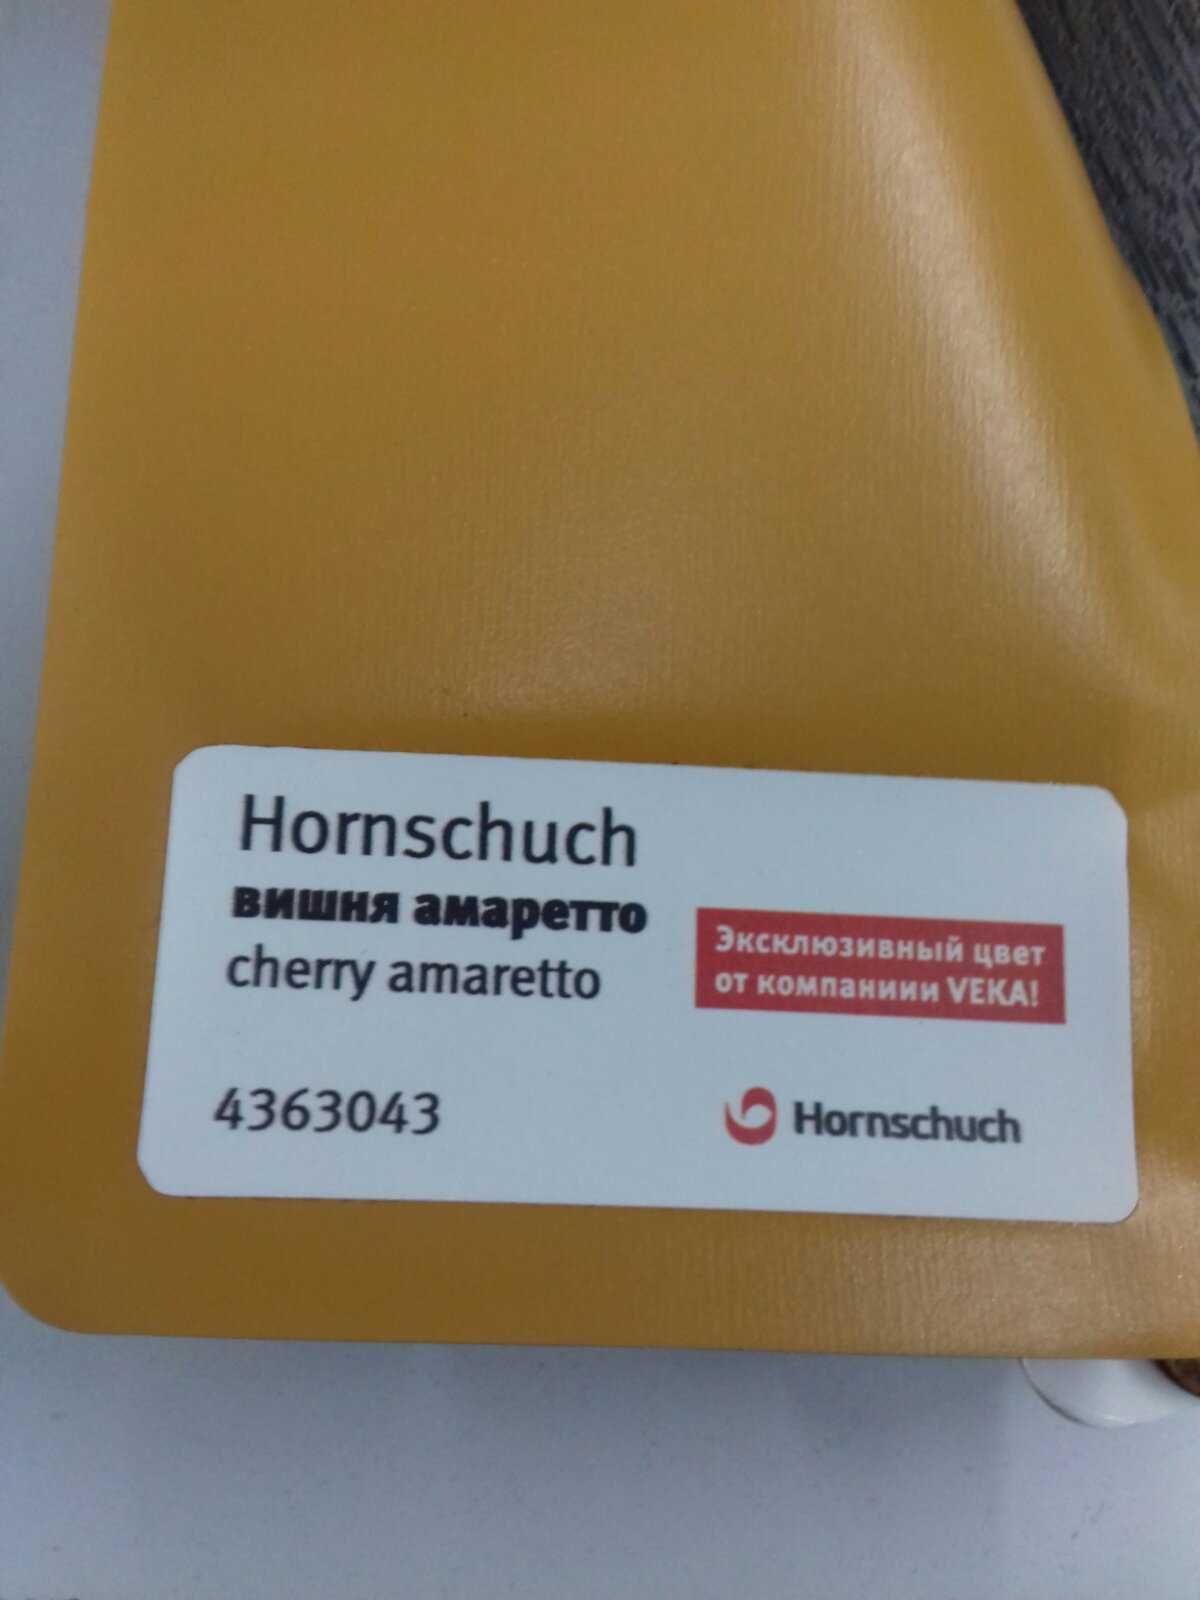 Hornschuch
вишня амаретто
cherry amaretto
Эксклюзивный цвет
от компаниии VEKA!
4363043
Hornschuch